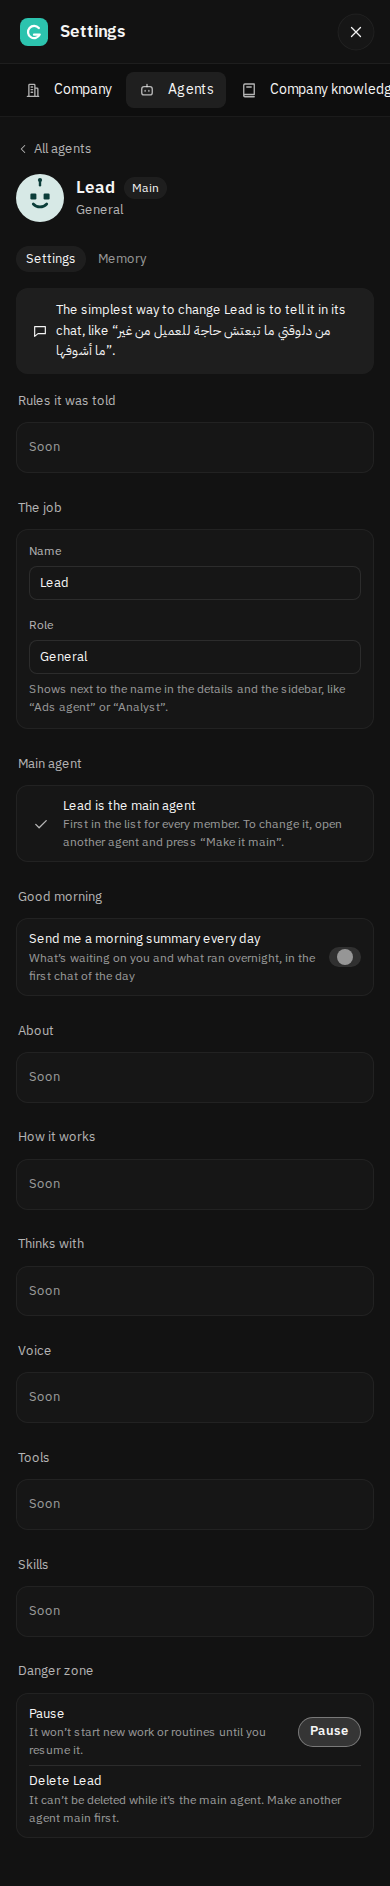 Settings
Company
Agents
Company knowledg
All agents
Lead Main
General
Settings
Memory
The simplest way to change Lead is to tell it in its
chat, like “من دلوقتي ما تبعتش حاجة للعميل من غير
ما أشوفها”.
Rules it was told
Soon
The job
Name
Lead
Role
General
Shows next to the name in the details and the sidebar, like
“Ads agent” or “Analyst”.
Main agent
Lead is the main agent
First in the list for every member. To change it, open
another agent and press “Make it main”.
Good morning
Send me a morning summary every day
What's waiting on you and what ran overnight, in the
first chat of the day
About
Soon
How it works
Soon
Thinks with
Soon
Voice
Soon
Tools
Soon
Skills
Soon
Danger zone
Pause
It won't start new work or routines until you
resume it.
Pause
Delete Lead
It can't be deleted while it's the main agent. Make another
agent main first.